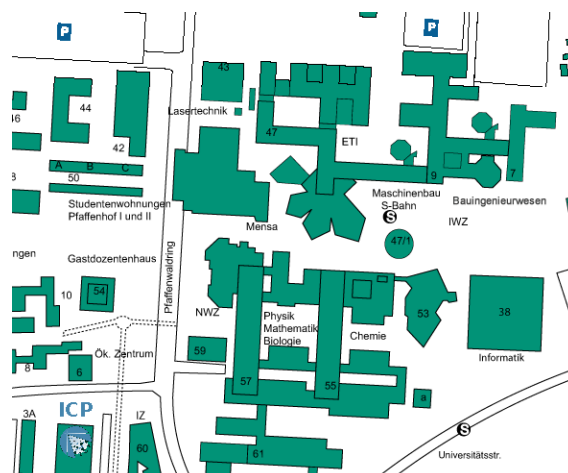 P
P
43
44
46
Lasertechnik
42
47
ETI
A B C
50
8
9
7
Studentenwohnungen
Pfaffenhof I und II
Maschinenbau
S-Bahn
S
Bauingenieurwesen
IWZ
Mensa
47/1
Pfaffenwaldring
ngen
Gastdozentenhaus
10
54
NWZ
Physik
Mathematik
Biologie
Chemie
53
38
Informatik
Ök. Zentrum
59
8
6
57
55
a
3A
ICP
IZ
60
61
S
Universitätsstr.